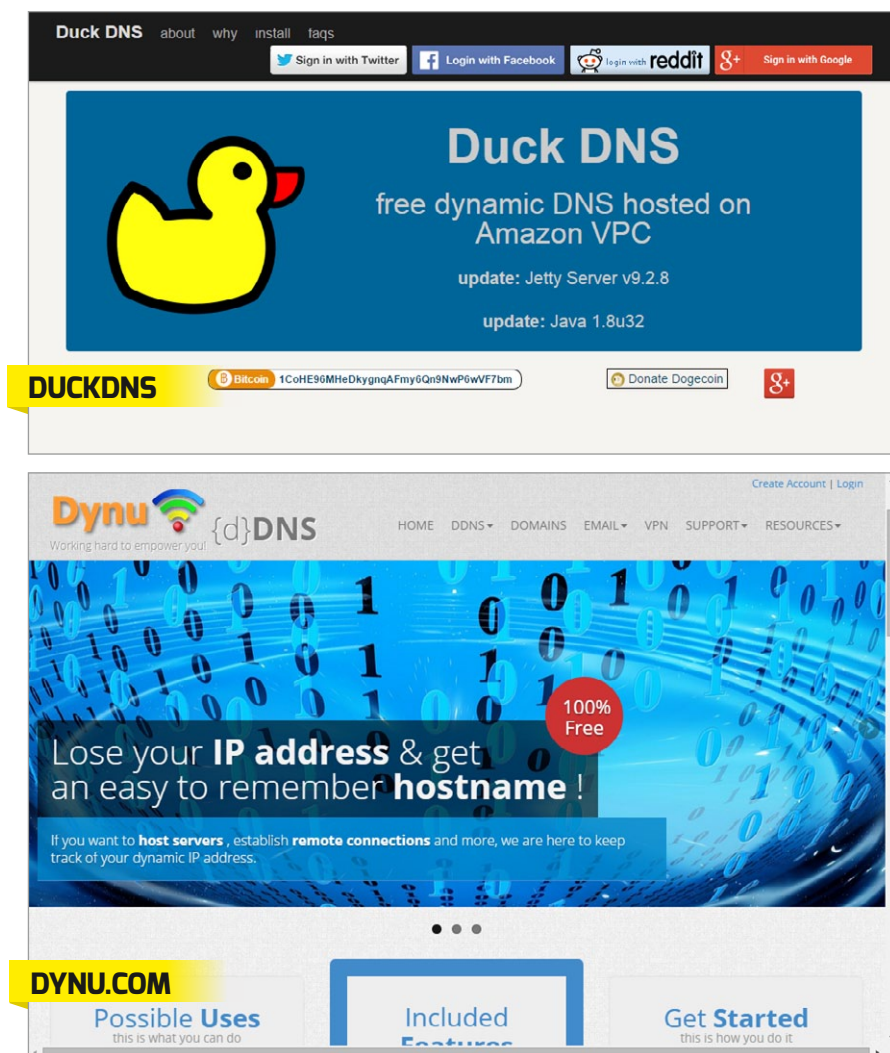 Duck DNS about why install faqs
Sign in with Twitter Login with Facebook login with reddit Sign in with Google
Duck DNS
free dynamic DNS hosted on
Amazon VPC
update: Jetty Server v9.2.8
update: Java 1.8u32
DUCKDNS
Bitcoin 1CoHE96MHeDkygnqAFmy6Qn9NwP6wVF7bm
Donate Dogecoin
Create Account | Login
Dynu
Working hard to empower you!
{d}DNS
HOME DDNS DOMAINS EMAIL VPN SUPPORT RESOURCES
100%
Free
Lose your IP address & get
an easy to remember hostname !
If you want to host servers , establish remote connections and more, we are here to keep
track of your dynamic IP address.
DYNU.COM
Possible Uses
this is what you can do
Included
Features
Get Started
this is how you do it